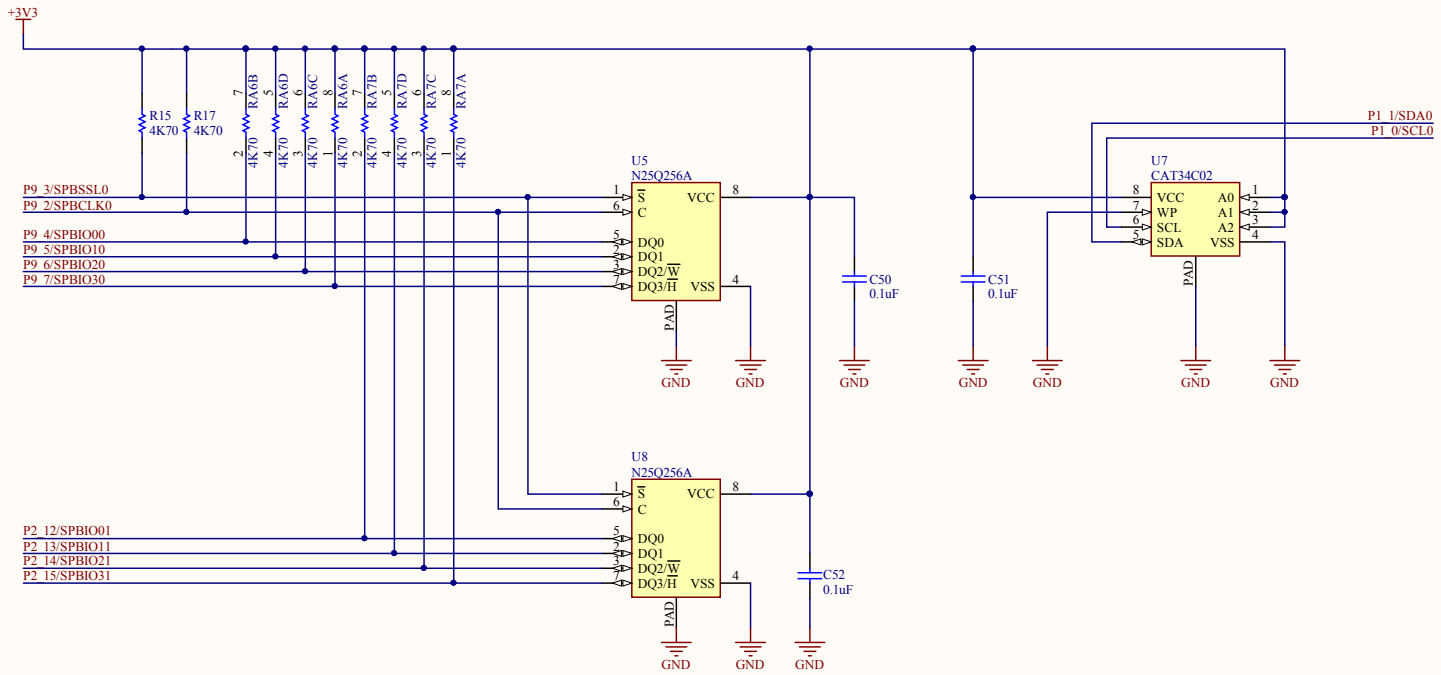 +3V3
7 RA6B
5 RA6D
6 RA6C
8 RA6A
7 RA7B
5 RA7D
6 RA7C
8 RA7A
R15
4K70
R17
4K70
2 4K70
4 4K70
3 4K70
1 4K70
2 4K70
4 4K70
3 4K70
1 4K70
P1_1/SDA0
P1_0/SCL0
P9_3/SPBSSL0
P9_2/SPBCLK0
P9_4/SPBIO00
P9_5/SPBIO10
P9_6/SPBIO20
P9_7/SPBIO30
U5
N25Q256A
1 S VCC 8
6 C
5 DQ0
2 DQ1
3 DQ2/W
7 DQ3/H VSS 4
PAD
C50
0.1uF
C51
0.1uF
U7
CAT34C02
8 VCC A0 1
7 WP A1 2
6 SCL A2 3
5 SDA VSS 4
PAD
GND
GND
GND
GND
GND
GND
GND
U8
N25Q256A
1 S VCC 8
6 C
P2_12/SPBIO01
P2_13/SPBIO11
P2_14/SPBIO21
P2_15/SPBIO31
5 DQ0
2 DQ1
3 DQ2/W
7 DQ3/H VSS 4
PAD
C52
0.1uF
GND
GND
GND